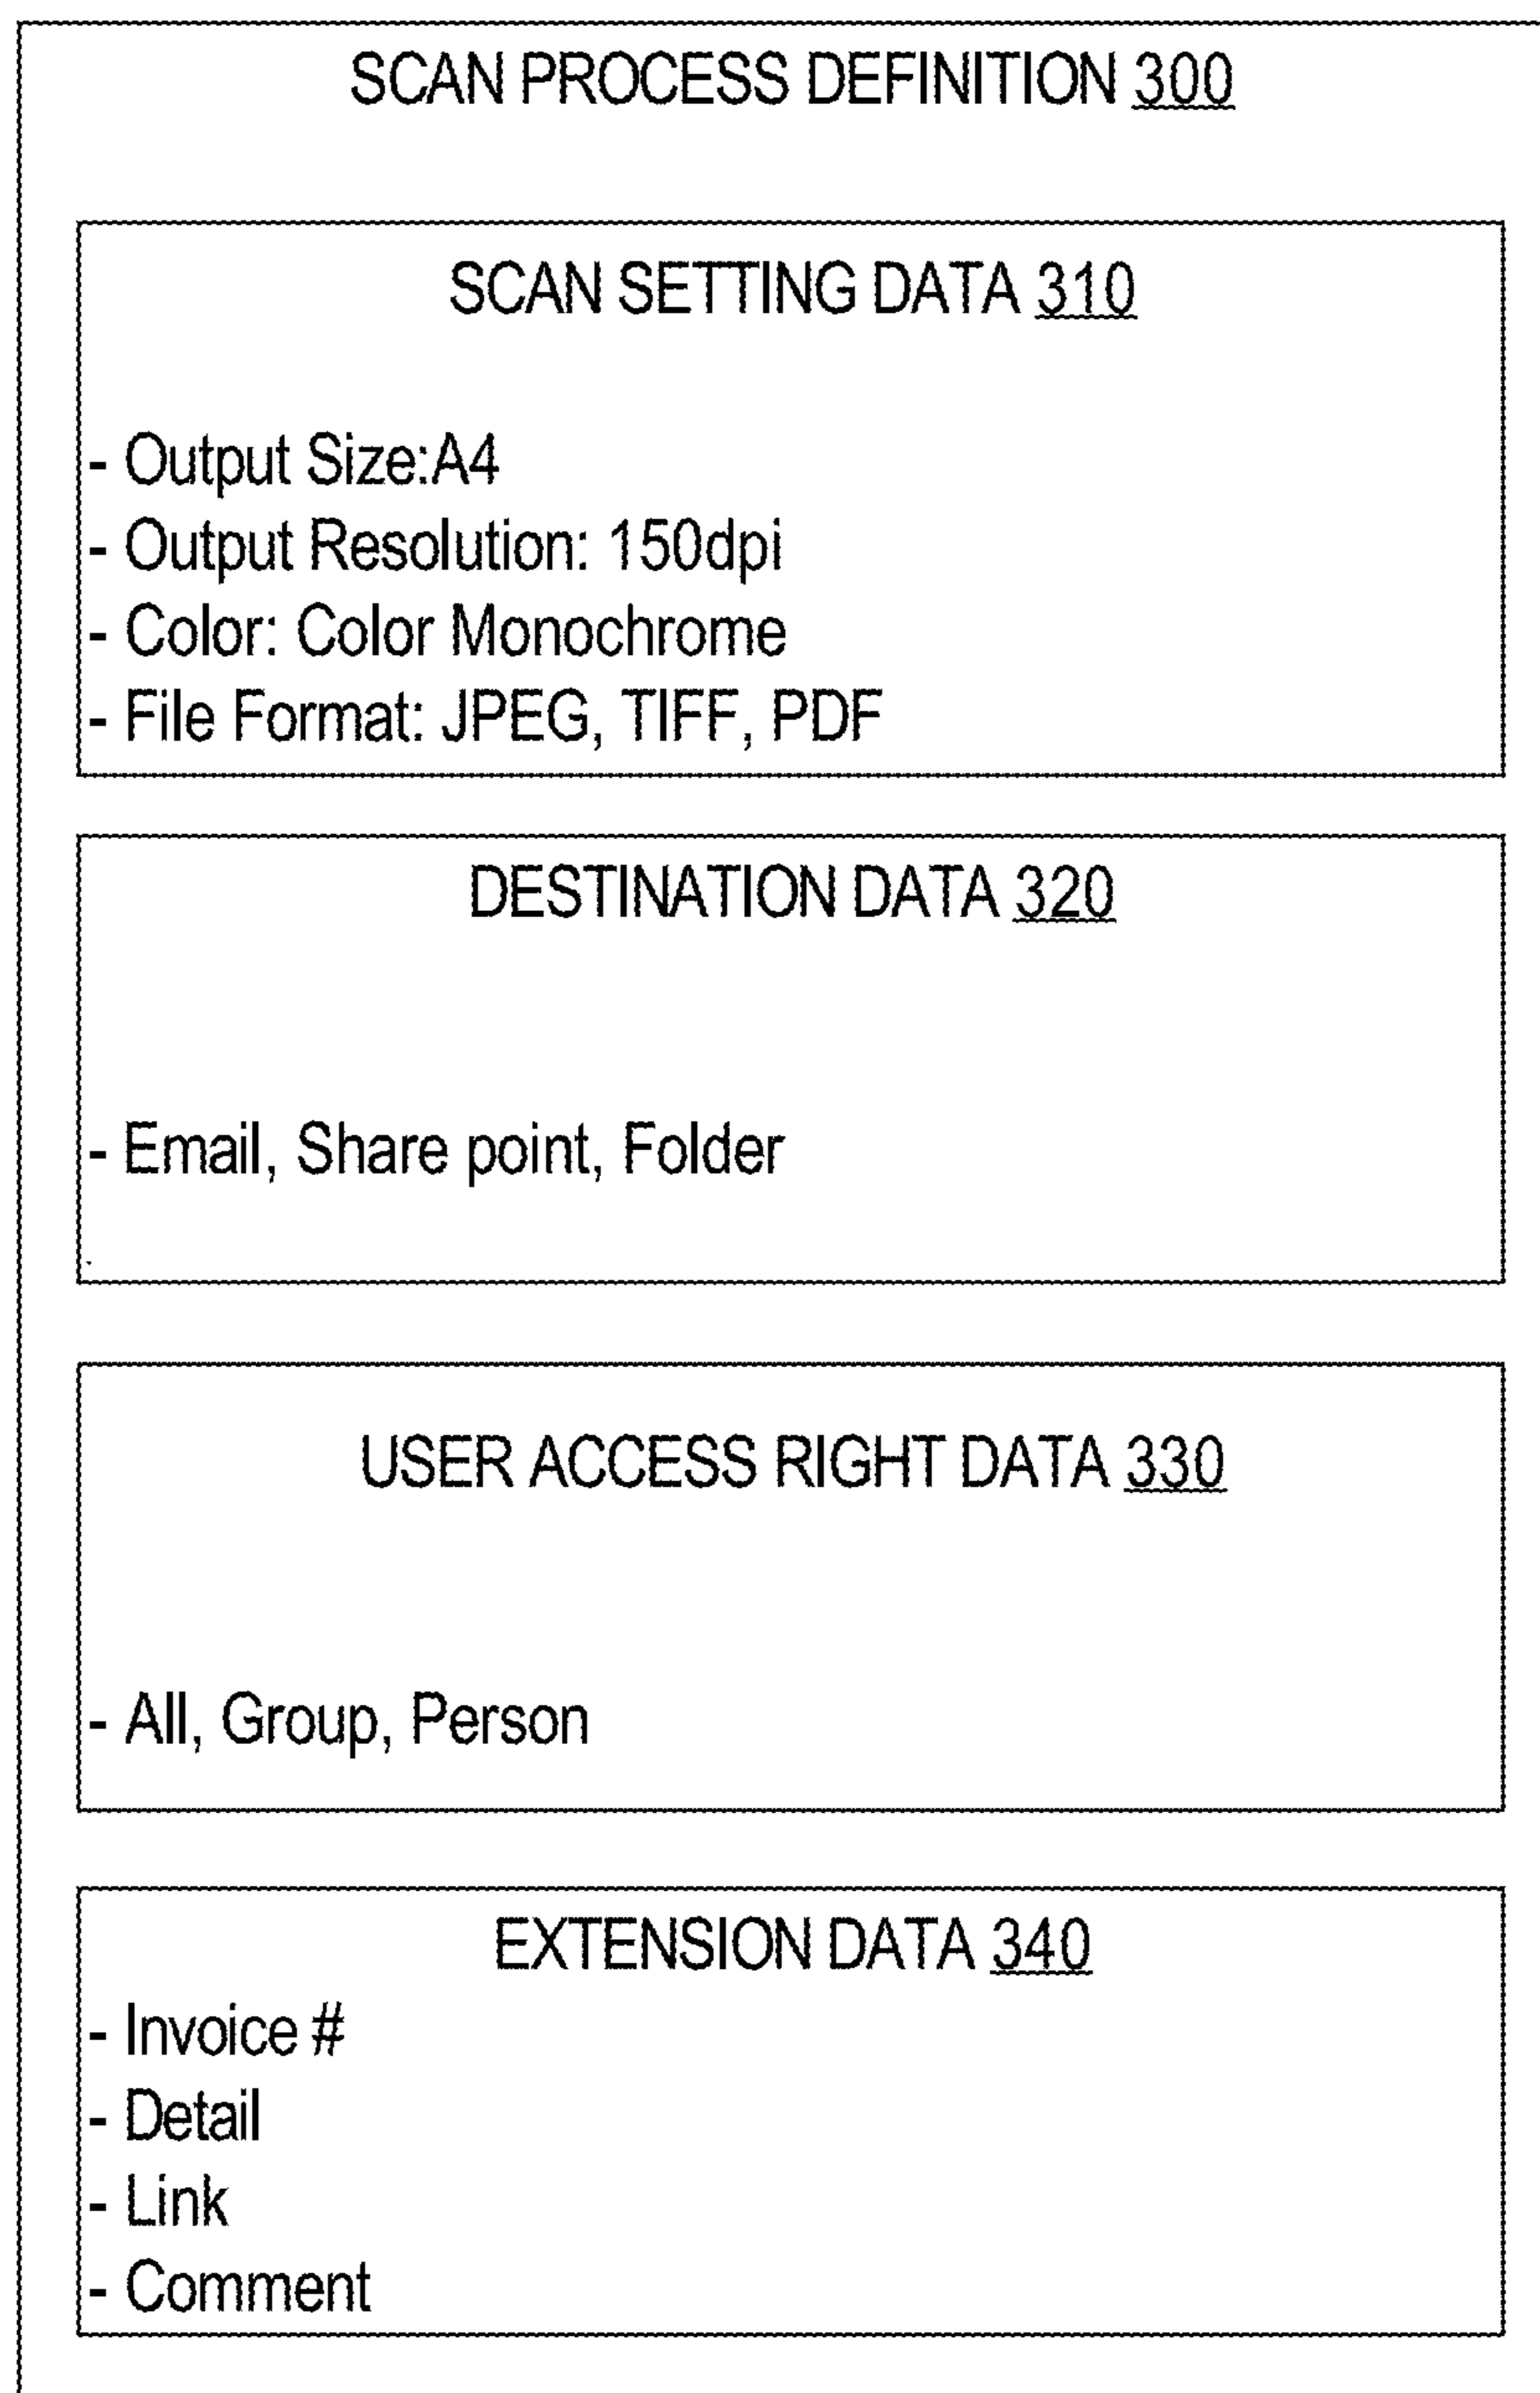 SCAN PROCESS DEFINITION 300
SCAN SETTING DATA 310
- Output Size:A4
- Output Resolution: 150dpi
- Color: Color Monochrome
- File Format: JPEG, TIFF, PDF
DESTINATION DATA 320
- Email, Share point, Folder
USER ACCESS RIGHT DATA 330
- All, Group, Person
EXTENSION DATA 340
- Invoice #
- Detail
- Link
- Comment